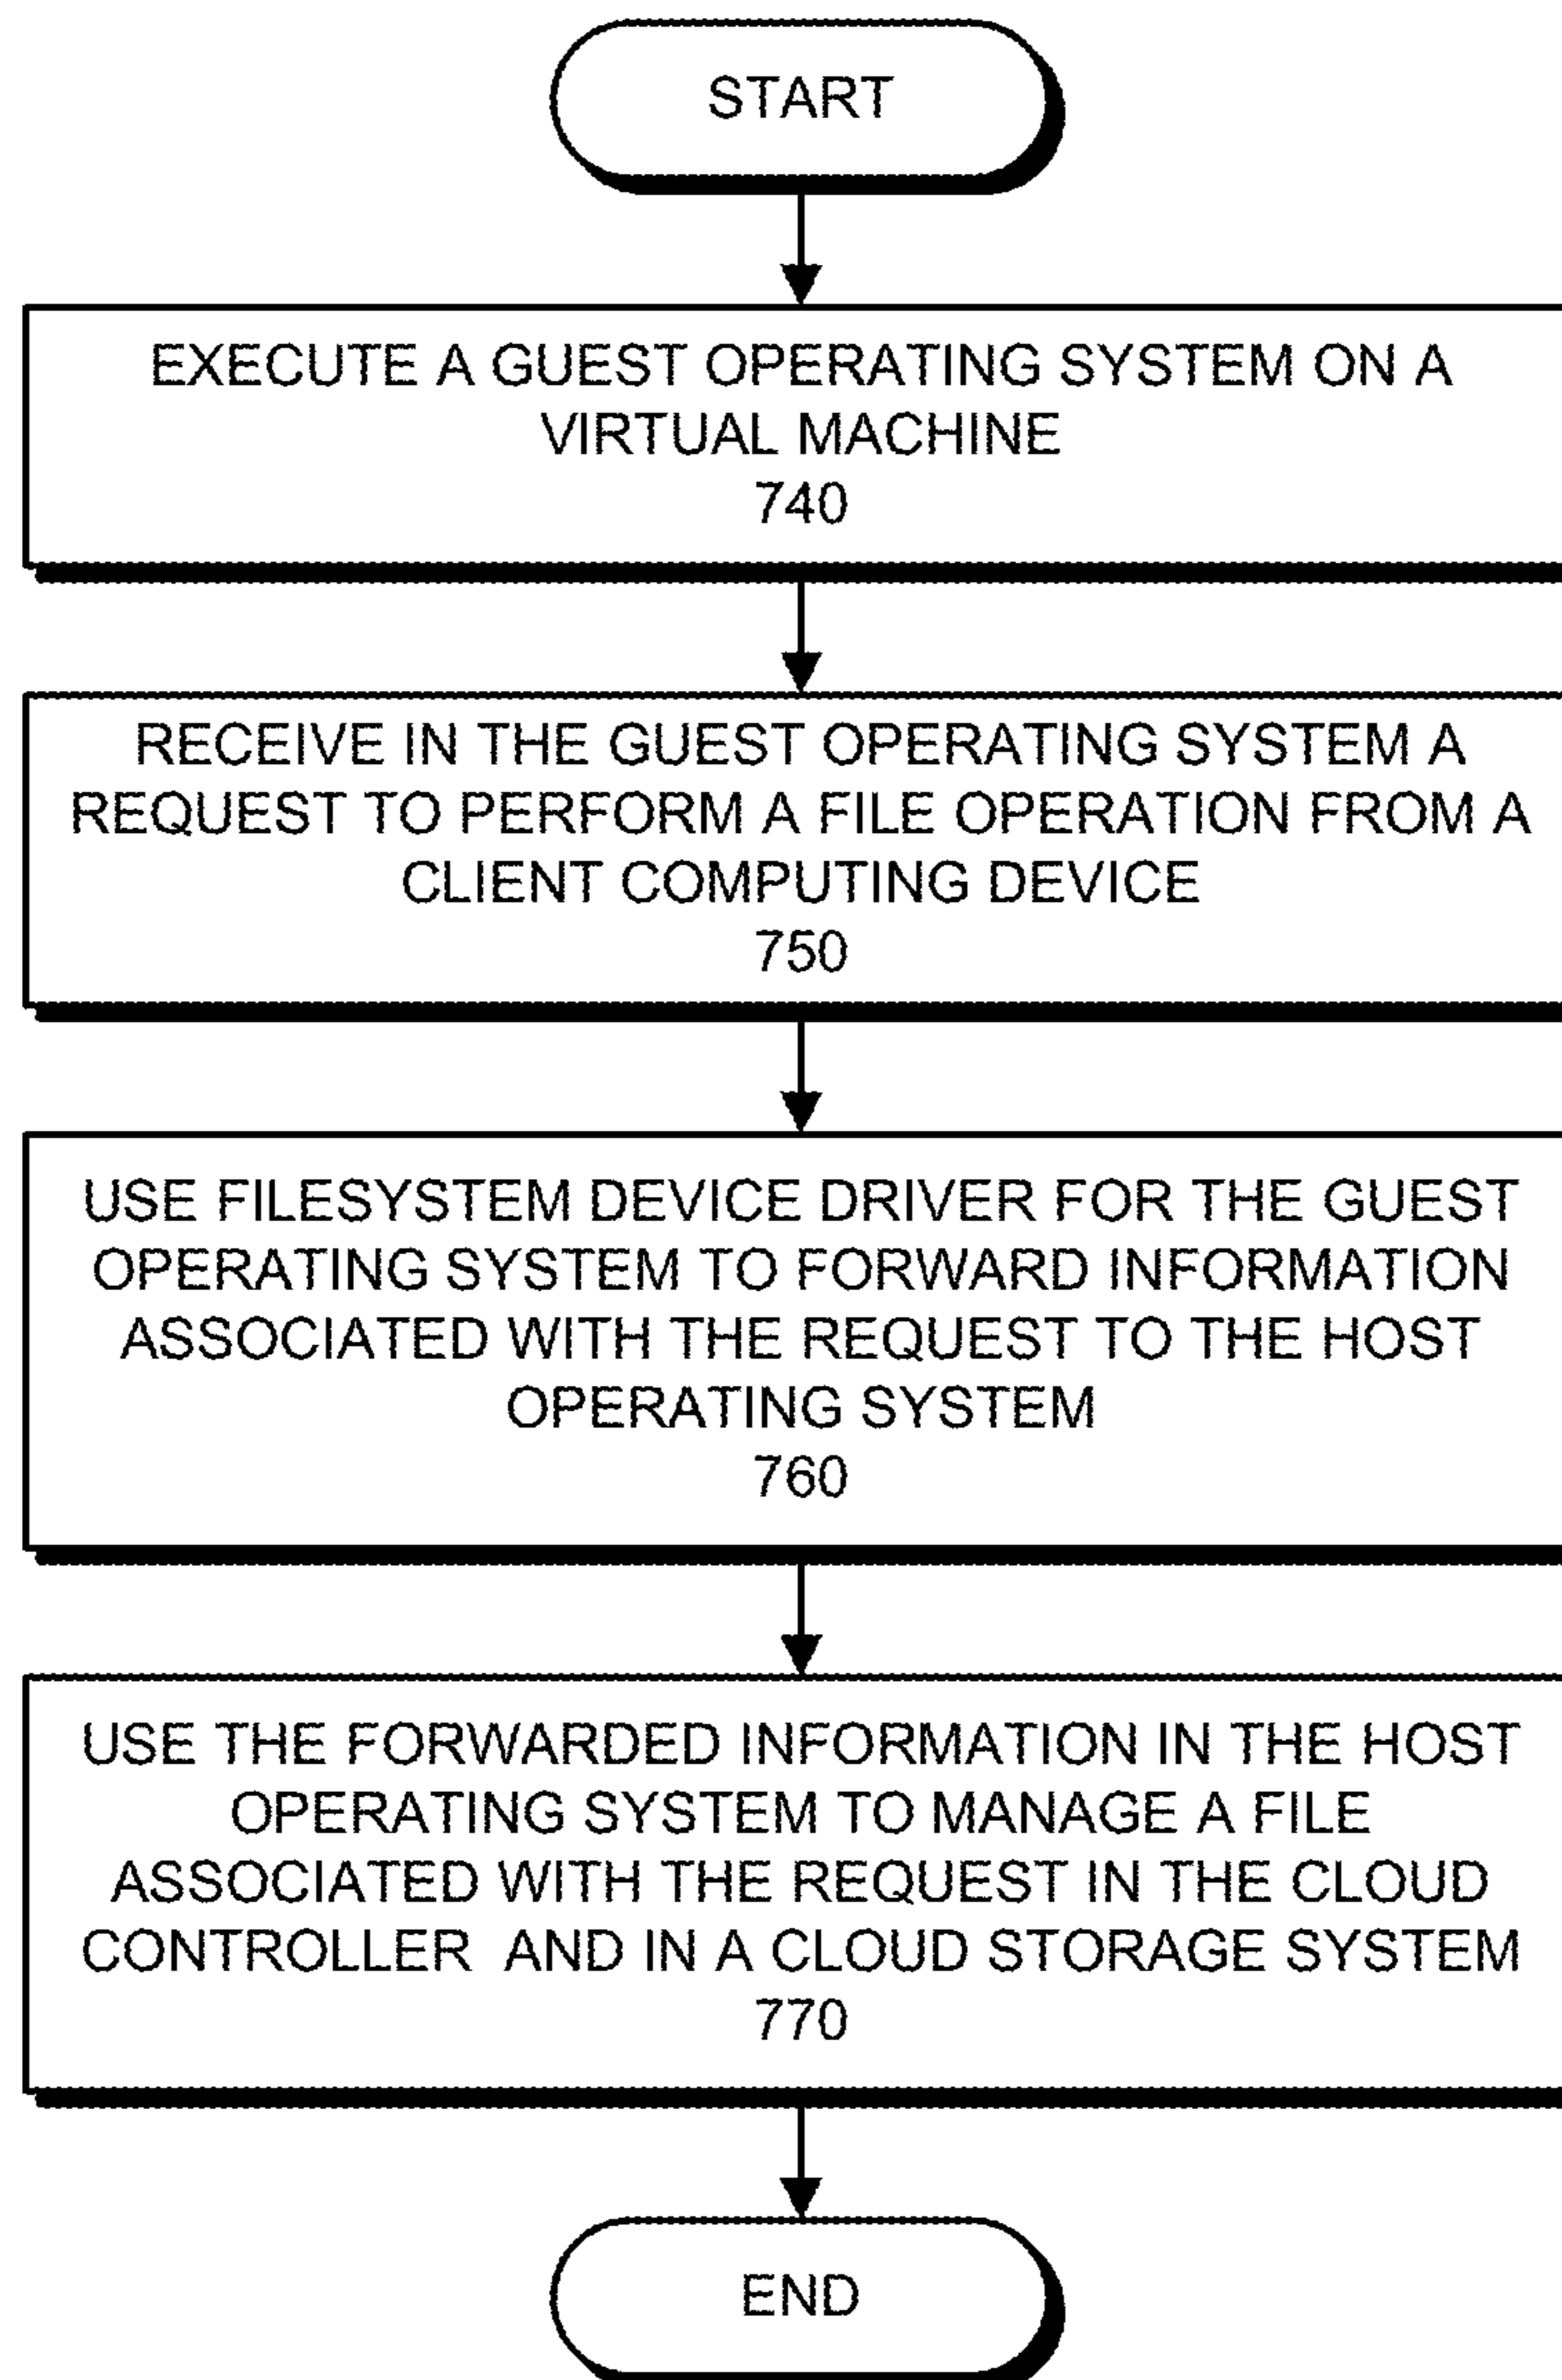 START
EXECUTE A GUEST OPERATING SYSTEM ON A
VIRTUAL MACHINE
740
RECEIVE IN THE GUEST OPERATING SYSTEM A
REQUEST TO PERFORM A FILE OPERATION FROM A
CLIENT COMPUTING DEVICE
750
USE FILESYSTEM DEVICE DRIVER FOR THE GUEST
OPERATING SYSTEM TO FORWARD INFORMATION
ASSOCIATED WITH THE REQUEST TO THE HOST
OPERATING SYSTEM
760
USE THE FORWARDED INFORMATION IN THE HOST
OPERATING SYSTEM TO MANAGE A FILE
ASSOCIATED WITH THE REQUEST IN THE CLOUD
CONTROLLER AND IN A CLOUD STORAGE SYSTEM
770
END